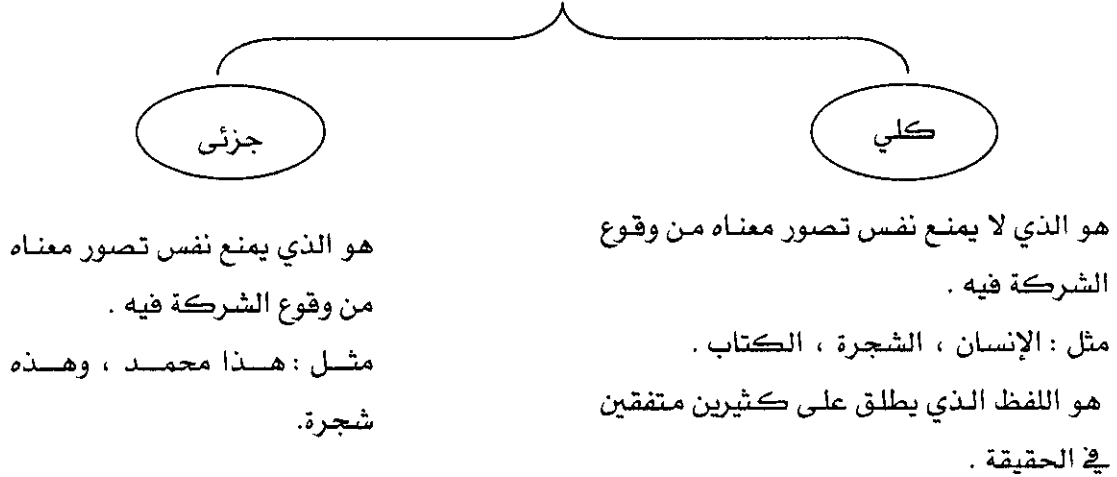 كلي
هو الذي لا يمنع نفس تصور معناه من وقوع
الشركة فيه .
مثل : الإنسان ، الشجرة ، الكتاب .
هو اللفظ الذي يطلق على كثيرين متفقين
في الحقيقة .
جزئى
هو الذي يمنع نفس تصور معناه
من وقوع الشركة فيه .
مثل : هذا محمد ، وهذه
شجرة.